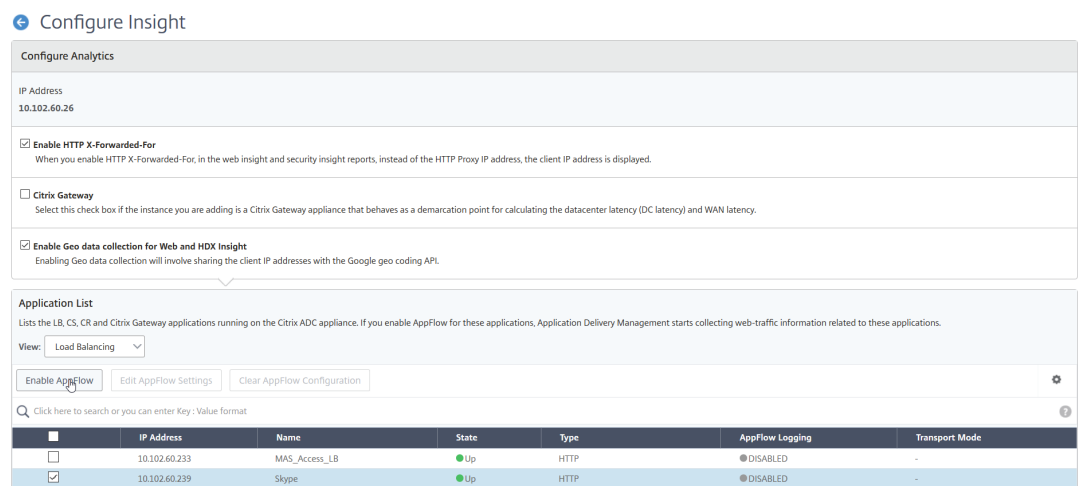 Configure Insight
Configure Analytics
IP Address
10.102.60.26
Enable HTTP X-Forwarded-For
When you enable HTTP X-Forwarded-For, in the web insight and security insight reports, instead of the HTTP Proxy IP address, the client IP address is displayed.
Citrix Gateway
Select this check box if the instance you are adding is a Citrix Gateway appliance that behaves as a demarcation point for calculating the datacenter latency (DC latency) and WAN latency.
Enable Geo data collection for Web and HDX Insight
Enabling Geo data collection will involve sharing the client IP addresses with the Google geo coding API.
Application List
Lists the LB, CS, CR and Citrix Gateway applications running on the Citrix ADC appliance. If you enable AppFlow for these applications, Application Delivery Management starts collecting web-traffic information related to these applications.
View: Load Balancing
Enable AppFlow Edit AppFlow Settings Clear AppFlow Configuration
Click here to search or you can enter Key : Value format ?
IP Address Name State Type AppFlow Logging Transport Mode
10.102.60.233 MAS_Access_LB Up HTTP DISABLED -
10.102.60.239 Skype Up HTTP DISABLED -